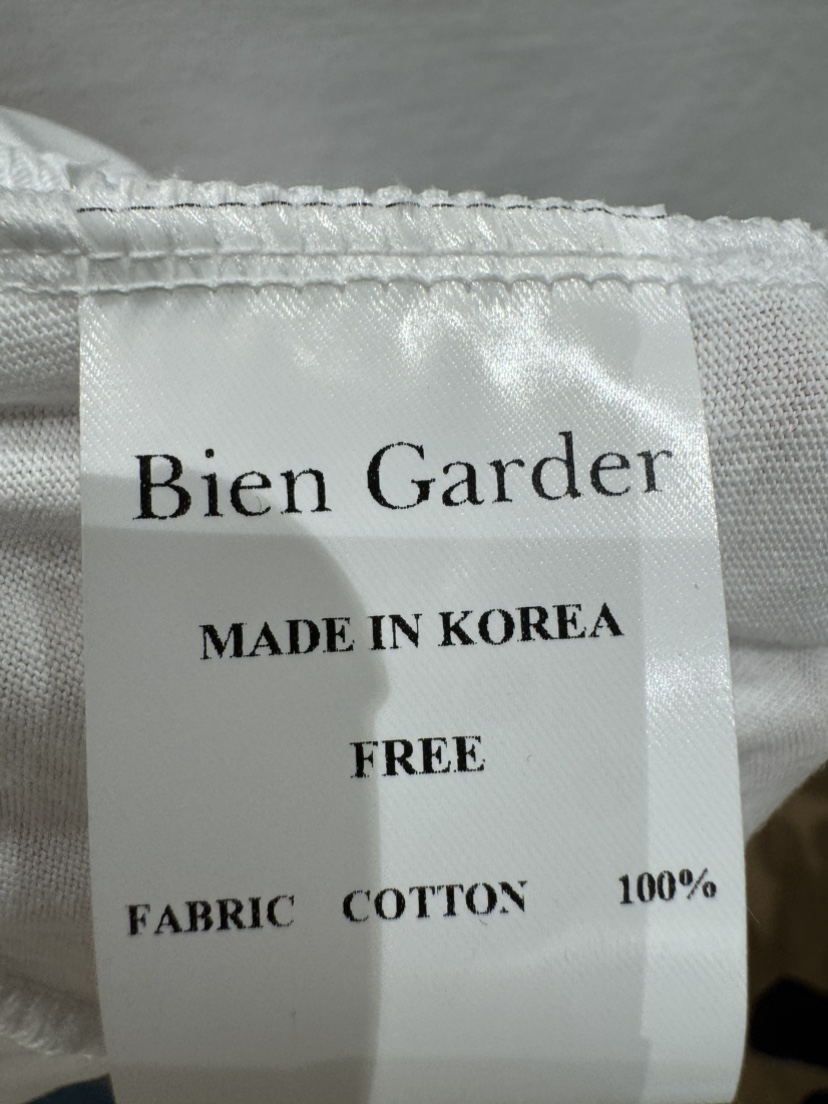 Bien Garder
MADE IN KOREA
FREE
FABRIC COTTON 100%